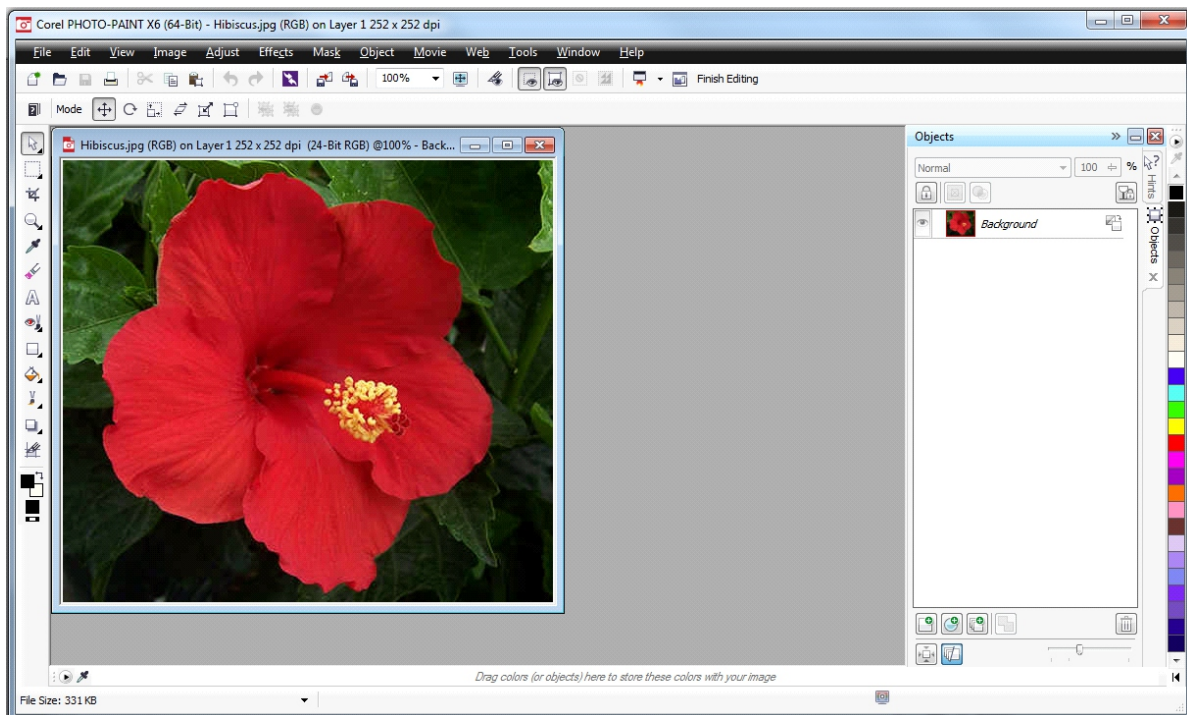 Corel PHOTO-PAINT X6 (64-Bit) - Hibiscus.jpg (RGB) on Layer 1 252 x 252 dpi
File Edit View Image Adjust Effects Mask Object Movie Web Tools Window Help
100% Finish Editing
Mode
Hibiscus.jpg (RGB) on Layer 1 252 x 252 dpi (24-Bit RGB) @100% - Back...
Objects
Normal 100 %
Hints
Background
Objects
Drag colors (or objects) here to store these colors with your image
File Size: 331 KB